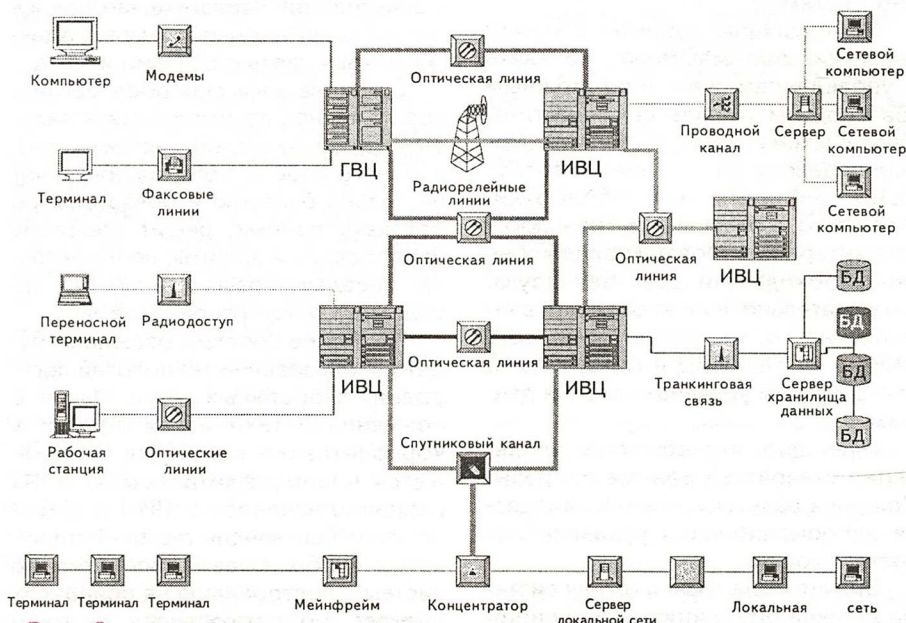 Компьютер
Модемы
Оптическая линия
Сетевой
компьютер
Проводной
канал
Сервер
Сетевой
компьютер
Терминал
Факсовые
линии
ГВЦ
Радиорелейные
линии
ИВЦ
Сетевой
компьютер
Оптическая линия
Оптическая
линия
ИВЦ
БД
Переносной
терминал
Радиодоступ
БД
ИВЦ
Оптическая линия
ИВЦ
Транкинговая
связь
Сервер
хранилища
данных
БД
БД
Рабочая
станция
Оптические
линии
Спутниковый канал
Терминал
Терминал
Терминал
Мейнфрейм
Концентратор
Сервер
локальной сети
Локальная
сеть